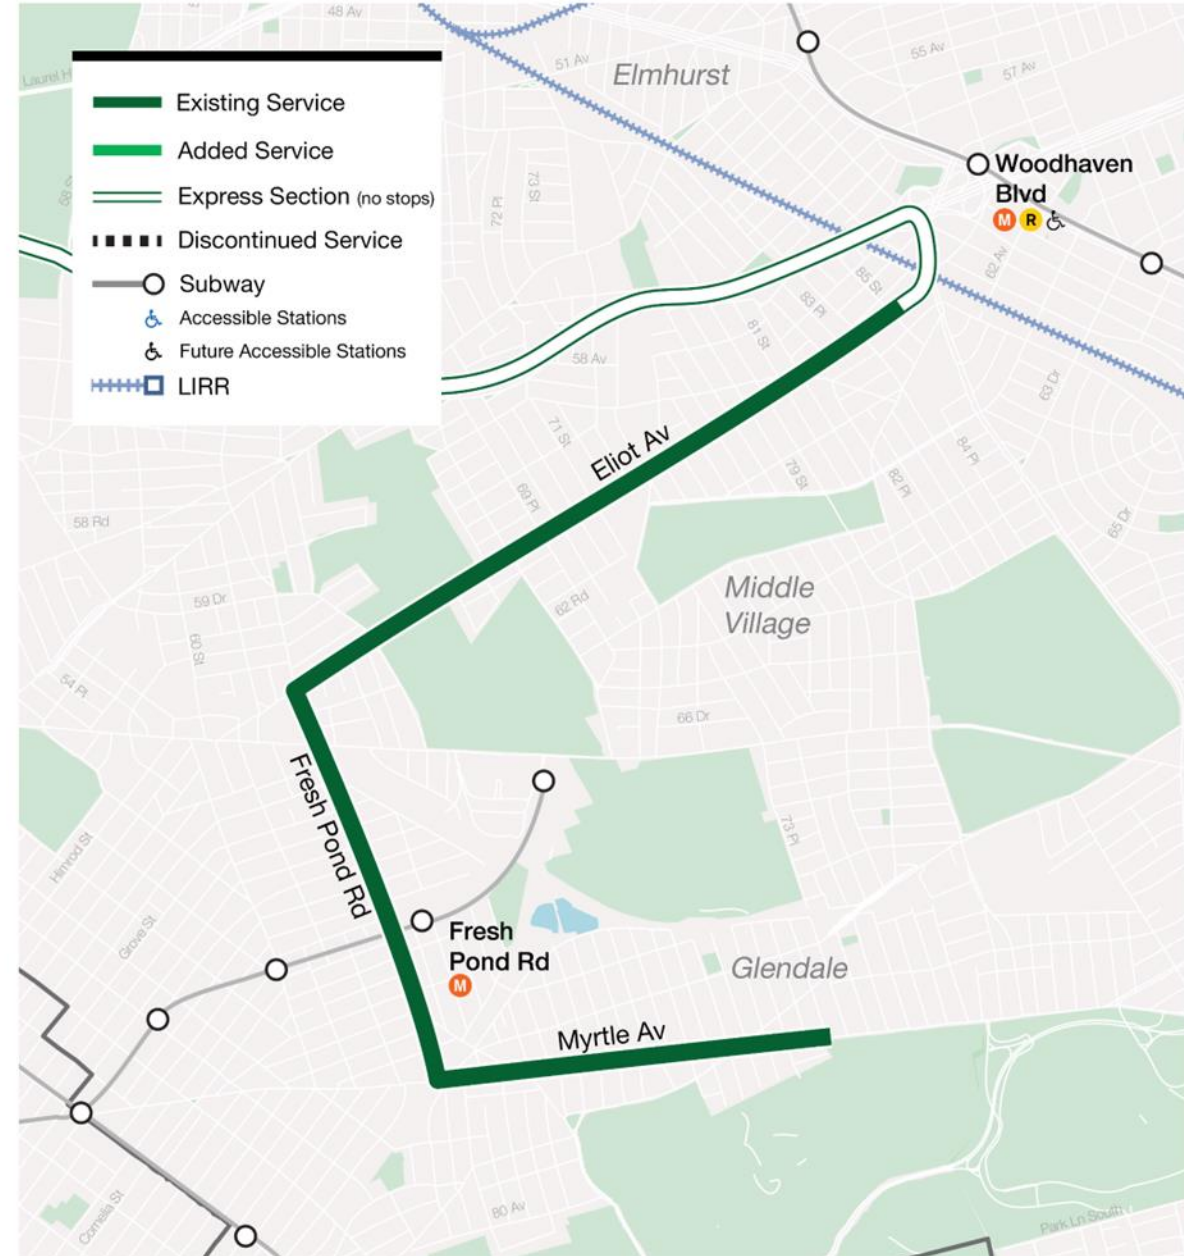 48 Av
Laurel H
51 Av
Elmhurst
55 Av
57 Av
Existing Service
Added Service
Express Section (no stops)
Discontinued Service
Subway
Accessible Stations
Future Accessible Stations
LIRR
68 S
72 Pl
73 St
Woodhaven
Blvd
M R
62 Av
85 St
83 Pl
81 St
58 Av
63 Dr
71 St
Eliot Av
84 Pl
79 St
82 Pl
69 Pl
65 Dr
58 Rd
59 Dr
62 Rd
Middle
Village
60 St
54 Pl
66 Dr
Fresh Pond Rd
73 Pl
Himrod St
Grove St
Fresh
Pond Rd
M
Glendale
Myrtle Av
Cornelia St
80 Av
Park Ln South